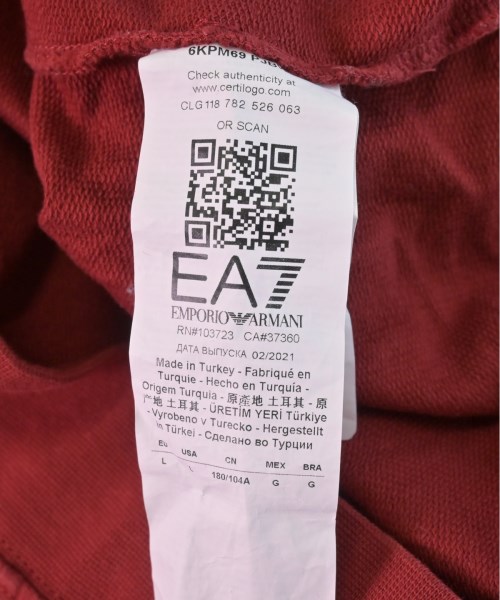 6KPM69
Check authenticity at
www.certilogo.com
CLG 118 782 526 063
OR SCAN
EA7
EMPORIO ARMANI
RN#103723 CA#37360
ДАТА ВЫПУСКА 02/2021
Made in Turkey - Fabriqué en
Turquie - Hecho en Turquía -
Origem Turquia - 原產地 土耳其 - 原
产地 土耳其 - ÜRETİM YERİ Türkiye
-Vyrobeno v Turecko - Hergestellt
in Türkei - Сделано во Турции
Eu USA CN MEX BRA
L L 180/104A G G